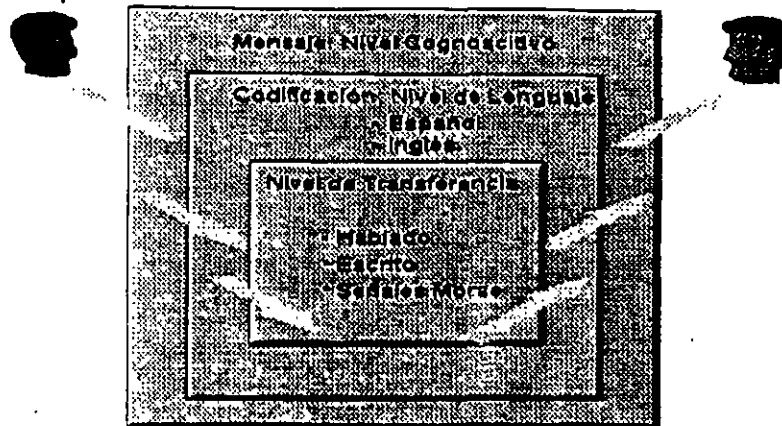 Mensaje: Nivel Cognoscitivo
Codificación, Nivel de Lenguaje
- Español
- Inglés
Nivel de Transferencia
- Hablado
- Escrito
- Señales Morse